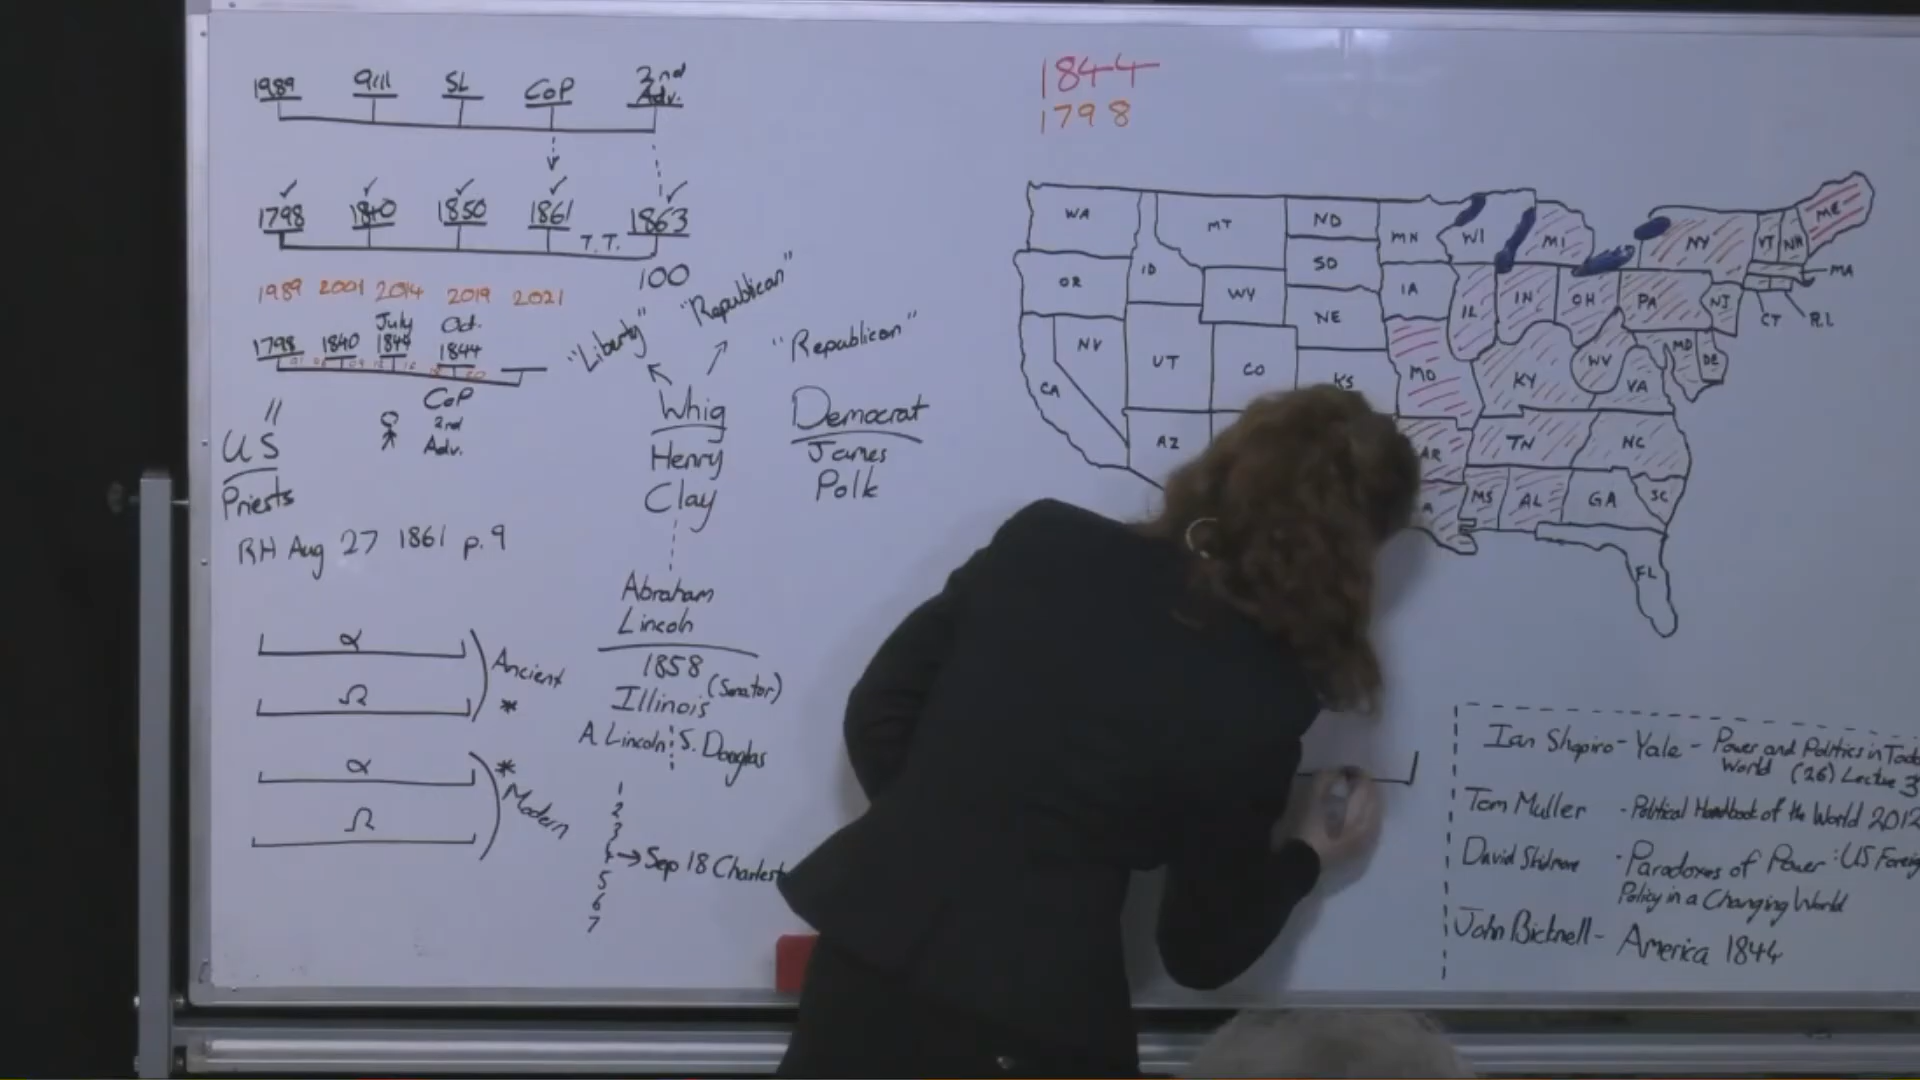 1989 9/11 SL CoP 2nd Adv.
1798 1840 1850 1861 1863
T.T.
100
1989 2001 2014 2019 2021
July Oct.
1798 1840 1844 1844
CoP
2nd
Adv.
"
US
Priests
RH Aug 27 1861 p.9
α
Ω
Ancient
*
α
Ω
*
Modern
"Liberty" "Republican"
"Republican"
Whig Democrat
Henry James
Clay Polk
Abraham
Lincoln
1858
(Senator)
Illinois
A. Lincoln S. Douglas
1
2
3
4 → Sep 18 Charlest
5
6
7
1844
1798
WA MT ND MN WI MI NY VT NH ME
OR ID WY SD IA MA
NV UT CO NE IL IN OH PA NJ CT R.I.
CA KS MO KY WV VA MD DE
AZ AR TN NC
A MS AL GA SC
FL
Ian Shapiro - Yale - Power and Politics in Toda
World (26) Lecture 3
Tom Muller - Political Handbook of the World 2012
David Skidmore - Paradoxes of Power: US Foreig
Policy in a Changing World
John Bicknell - America 1844